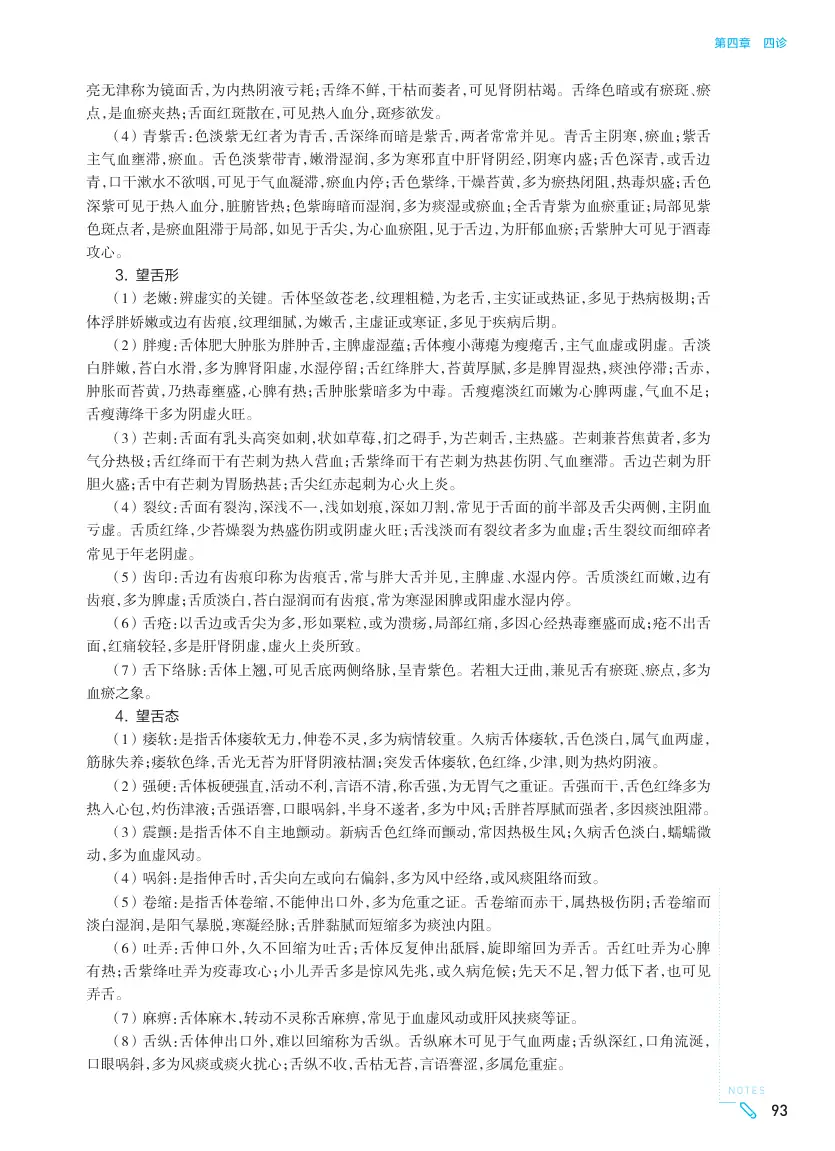 第四章 四诊
亮无津称为镜面舌,为内热阴液亏耗;舌绛不鲜,干枯而萎者,可见肾阴枯竭。舌绛色暗或有瘀斑、瘀
点,是血瘀夹热;舌面红斑散在,可见热入血分,斑疹欲发。
（4）青紫舌:色淡紫无红者为青舌,舌深绛而暗是紫舌,两者常常并见。青舌主阴寒,瘀血;紫舌
主气血壅滞,瘀血。舌色淡紫带青,嫩滑湿润,多为寒邪直中肝肾阴经,阴寒内盛;舌色深青,或舌边
青,口干漱水不欲咽,可见于气血凝滞,瘀血内停;舌色紫绛,干燥苔黄,多为瘀热闭阻,热毒炽盛;舌色
深紫可见于热入血分,脏腑皆热;色紫晦暗而湿润,多为痰湿或瘀血;全舌青紫为血瘀重证;局部见紫
色斑点者,是瘀血阻滞于局部,如见于舌尖,为心血瘀阻,见于舌边,为肝郁血瘀;舌紫肿大可见于酒毒
攻心。
3. 望舌形
（1）老嫩:辨虚实的关键。舌体坚敛苍老,纹理粗糙,为老舌,主实证或热证,多见于热病极期;舌
体浮胖娇嫩或边有齿痕,纹理细腻,为嫩舌,主虚证或寒证,多见于疾病后期。
（2）胖瘦:舌体肥大肿胀为胖肿舌,主脾虚湿蕴;舌体瘦小薄瘪为瘦瘪舌,主气血虚或阴虚。舌淡
白胖嫩,苔白水滑,多为脾肾阳虚,水湿停留;舌红绛胖大,苔黄厚腻,多是脾胃湿热,痰浊停滞;舌赤,
肿胀而苔黄,乃热毒壅盛,心脾有热;舌肿胀紫暗多为中毒。舌瘦瘪淡红而嫩为心脾两虚,气血不足;
舌瘦薄绛干多为阴虚火旺。
（3）芒刺:舌面有乳头高突如刺,状如草莓,扪之碍手,为芒刺舌,主热盛。芒刺兼苔焦黄者,多为
气分热极;舌红绛而干有芒刺为热入营血;舌紫绛而干有芒刺为热甚伤阴、气血壅滞。舌边芒刺为肝
胆火盛;舌中有芒刺为胃肠热甚;舌尖红赤起刺为心火上炎。
（4）裂纹:舌面有裂沟,深浅不一,浅如划痕,深如刀割,常见于舌面的前半部及舌尖两侧,主阴血
亏虚。舌质红绛,少苔燥裂为热盛伤阴或阴虚火旺;舌浅淡而有裂纹者多为血虚;舌生裂纹而细碎者
常见于年老阴虚。
（5）齿印:舌边有齿痕印称为齿痕舌,常与胖大舌并见,主脾虚、水湿内停。舌质淡红而嫩,边有
齿痕,多为脾虚;舌质淡白,苔白湿润而有齿痕,常为寒湿困脾或阳虚水湿内停。
（6）舌疮:以舌边或舌尖为多,形如粟粒,或为溃疡,局部红痛,多因心经热毒壅盛而成;疮不出舌
面,红痛较轻,多是肝肾阴虚,虚火上炎所致。
（7）舌下络脉:舌体上翘,可见舌底两侧络脉,呈青紫色。若粗大迂曲,兼见舌有瘀斑、瘀点,多为
血瘀之象。
4. 望舌态
（1）痿软:是指舌体痿软无力,伸卷不灵,多为病情较重。久病舌体痿软,舌色淡白,属气血两虚,
筋脉失养;痿软色绛,舌光无苔为肝肾阴液枯涸;突发舌体痿软,色红绛,少津,则为热灼阴液。
（2）强硬:舌体板硬强直,活动不利,言语不清,称舌强,为无胃气之重证。舌强而干,舌色红绛多为
热入心包,灼伤津液;舌强语謇,口眼㖞斜,半身不遂者,多为中风;舌胖苔厚腻而强者,多因痰浊阻滞。
（3）震颤:是指舌体不自主地颤动。新病舌色红绛而颤动,常因热极生风;久病舌色淡白,蠕蠕微
动,多为血虚风动。
（4）㖞斜:是指伸舌时,舌尖向左或向右偏斜,多为风中经络,或风痰阻络而致。
（5）卷缩:是指舌体卷缩,不能伸出口外,多为危重之证。舌卷缩而赤干,属热极伤阴;舌卷缩而
淡白湿润,是阳气暴脱,寒凝经脉;舌胖黏腻而短缩多为痰浊内阻。
（6）吐弄:舌伸口外,久不回缩为吐舌;舌体反复伸出舐唇,旋即缩回为弄舌。舌红吐弄为心脾
有热;舌紫绛吐弄为疫毒攻心;小儿弄舌多是惊风先兆,或久病危候;先天不足,智力低下者,也可见
弄舌。
（7）麻痹:舌体麻木,转动不灵称舌麻痹,常见于血虚风动或肝风挟痰等证。
（8）舌纵:舌体伸出口外,难以回缩称为舌纵。舌纵麻木可见于气血两虚;舌纵深红,口角流涎,
口眼㖞斜,多为风痰或痰火扰心;舌纵不收,舌枯无苔,言语謇涩,多属危重症。
NOTES
93